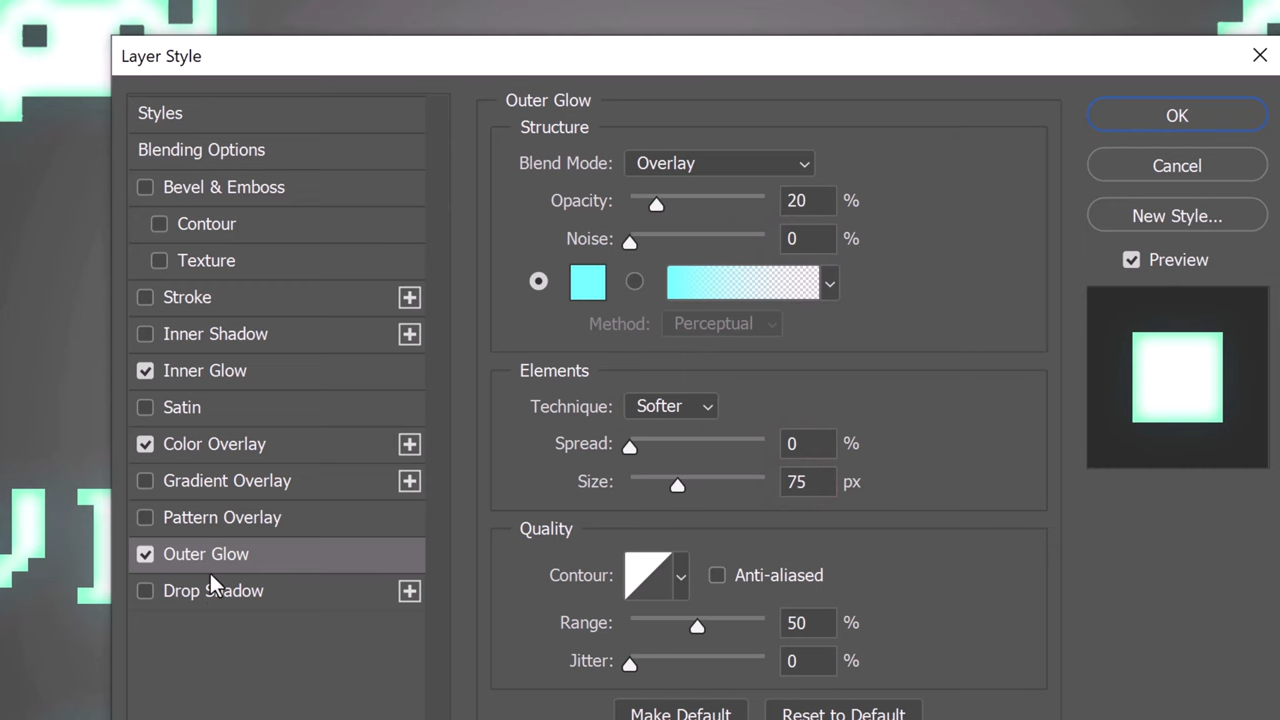 Layer Style
Styles
Blending Options
Bevel & Emboss
Contour
Texture
Stroke
Inner Shadow
Inner Glow
Satin
Color Overlay
Gradient Overlay
Pattern Overlay
Outer Glow
Drop Shadow
Outer Glow
Structure
Blend Mode: Overlay
Opacity: 20 %
Noise: 0 %
Method: Perceptual
Elements
Technique: Softer
Spread: 0 %
Size: 75 px
Quality
Contour: Anti-aliased
Range: 50 %
Jitter: 0 %
Make Default Reset to Default
OK
Cancel
New Style...
Preview